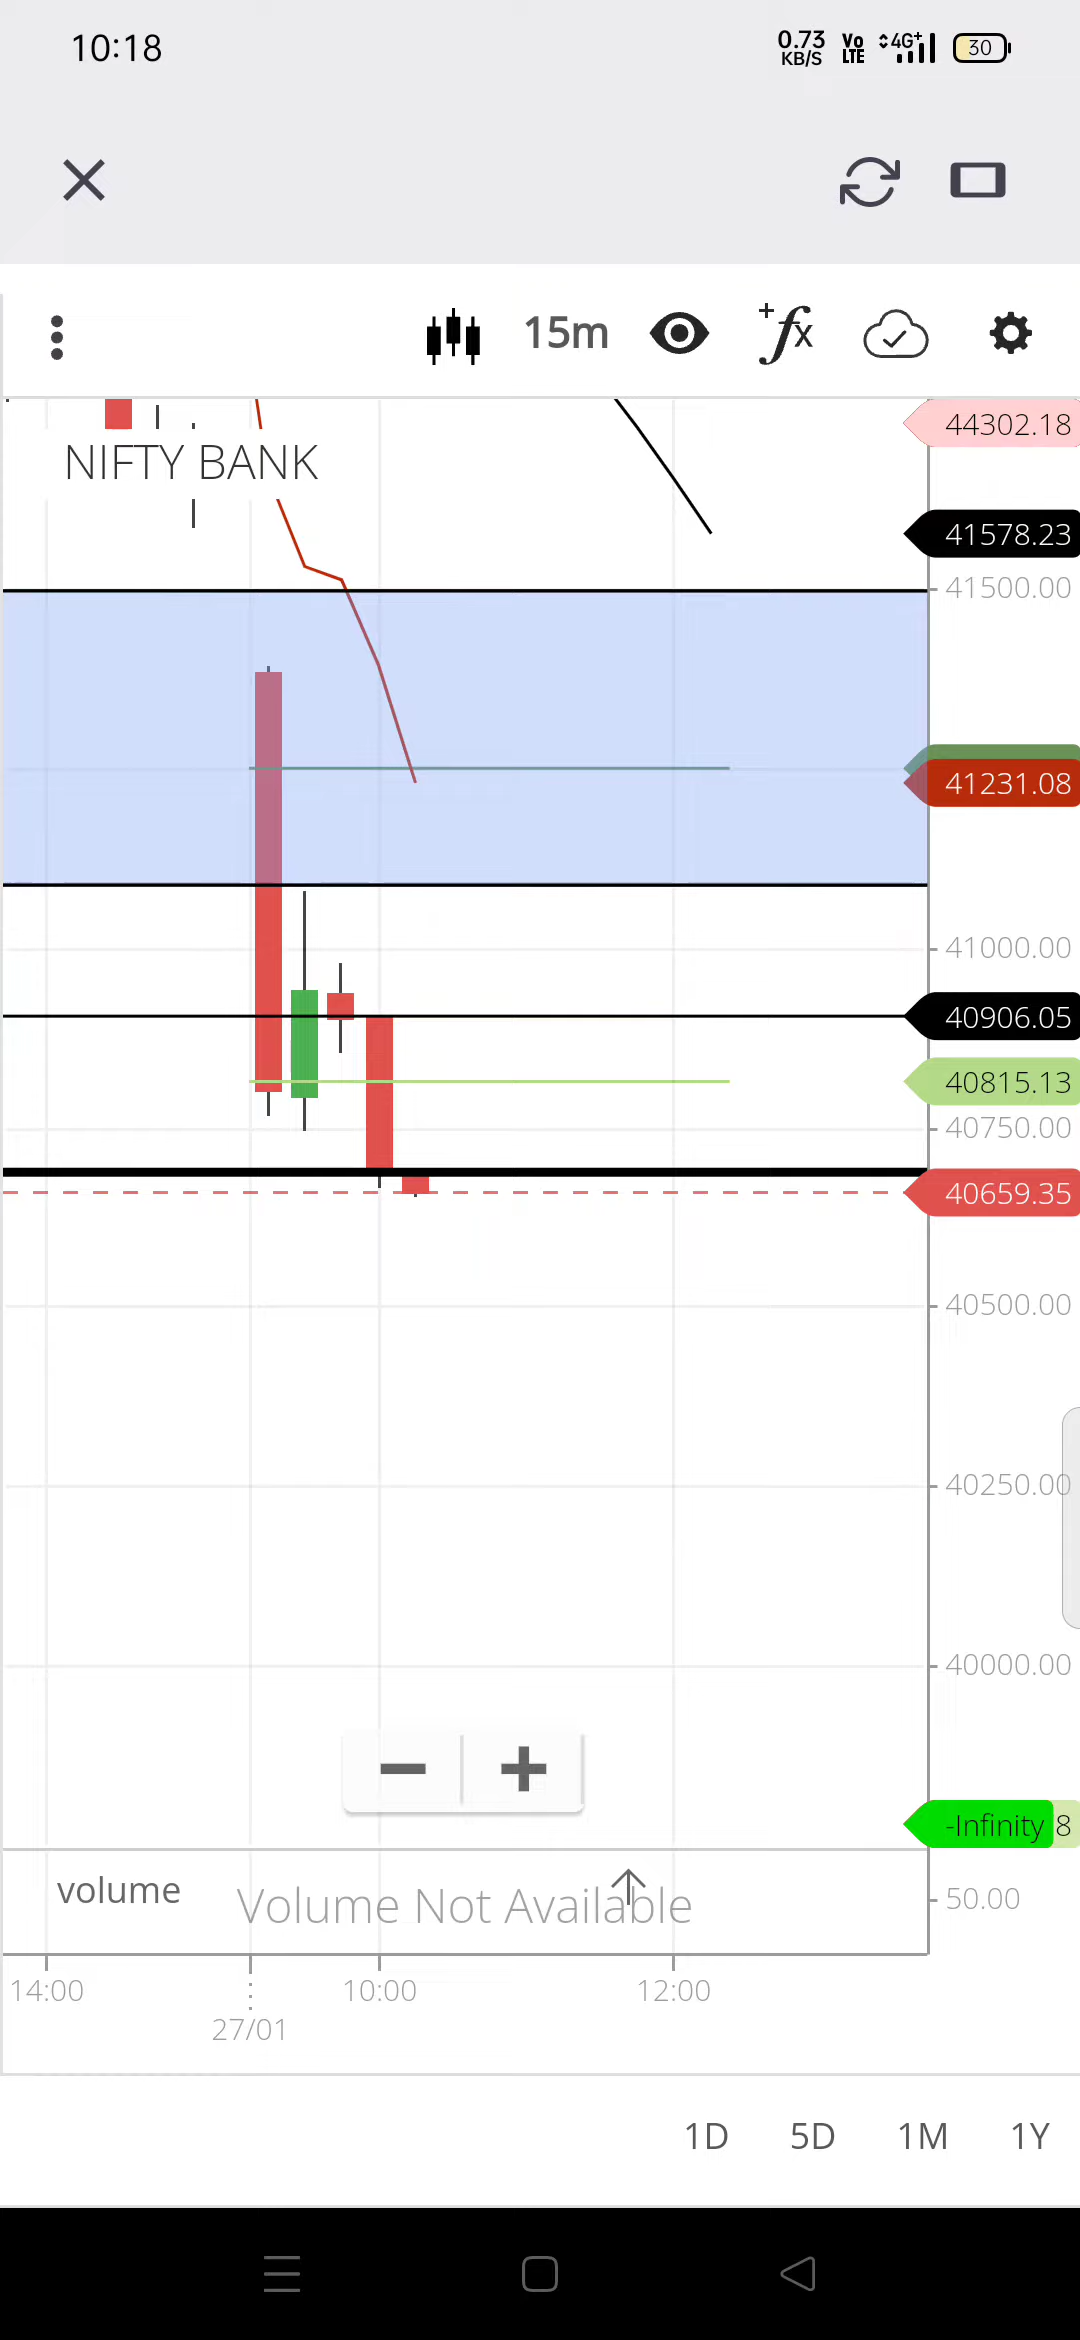 10:18
0.73 KB/S Vo LTE 4G+ 30
15m
+fx
NIFTY BANK
44302.18
41578.23
41500.00
41231.08
41000.00
40906.05
40815.13
40750.00
40659.35
40500.00
40250.00
40000.00
-Infinity 8
volume
Volume Not Available
50.00
14:00 10:00 12:00
27/01
1D 5D 1M 1Y